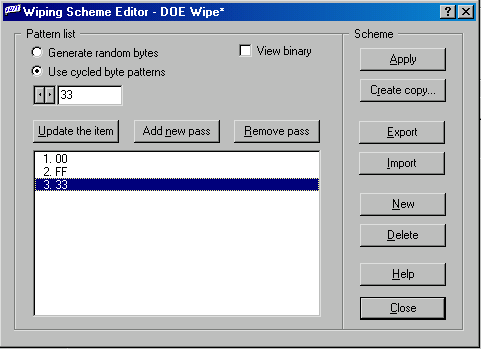 Wiping Scheme Editor - DOE Wipe*
Pattern list
Generate random bytes
View binary
Use cycled byte patterns
33
Update the item
Add new pass
Remove pass
1. 00
2. FF
3. 33
Scheme
Apply
Create copy...
Export
Import
New
Delete
Help
Close